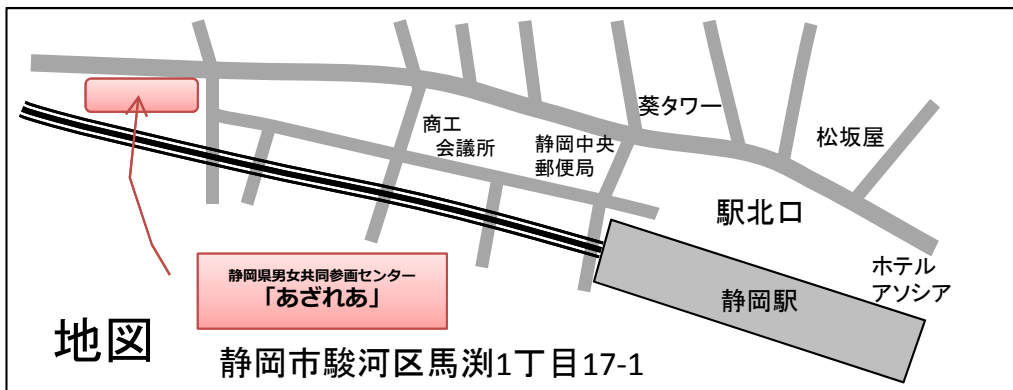 葵タワー
商工
会議所
静岡中央
郵便局
松坂屋
駅北口
静岡県男女共同参画センター
「あざれあ」
静岡駅
ホテル
アソシア
地図
静岡市駿河区馬渕1丁目17-1